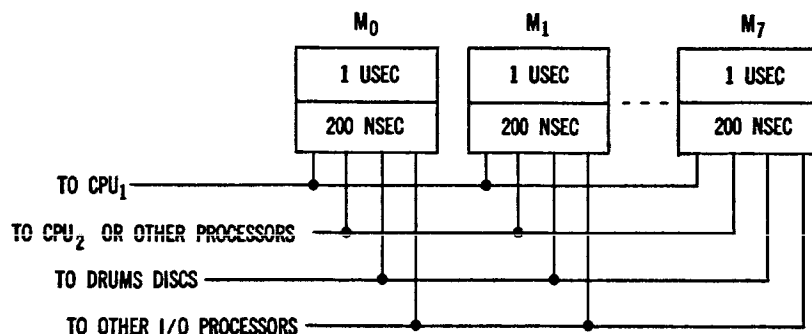 M0 M1 M7
1 USEC 1 USEC 1 USEC
200 NSEC 200 NSEC 200 NSEC
TO CPU1
TO CPU2 OR OTHER PROCESSORS
TO DRUMS DISCS
TO OTHER I/O PROCESSORS